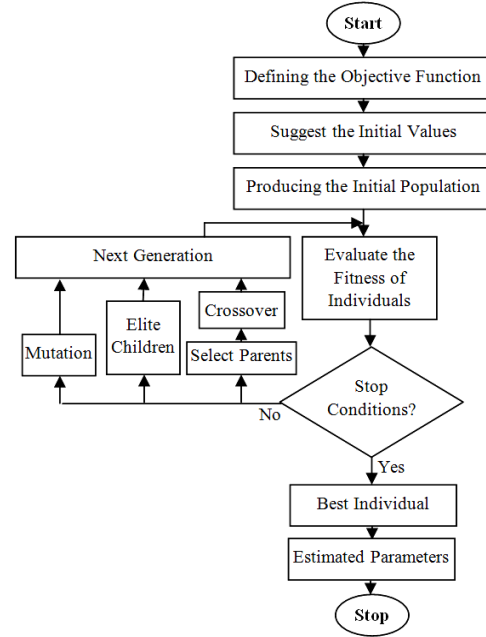 Start
Defining the Objective Function
Suggest the Initial Values
Producing the Initial Population
Next Generation
Evaluate the
Fitness of
Individuals
Mutation
Elite
Children
Crossover
Select Parents
Stop
Conditions?
No
Yes
Best Individual
Estimated Parameters
Stop